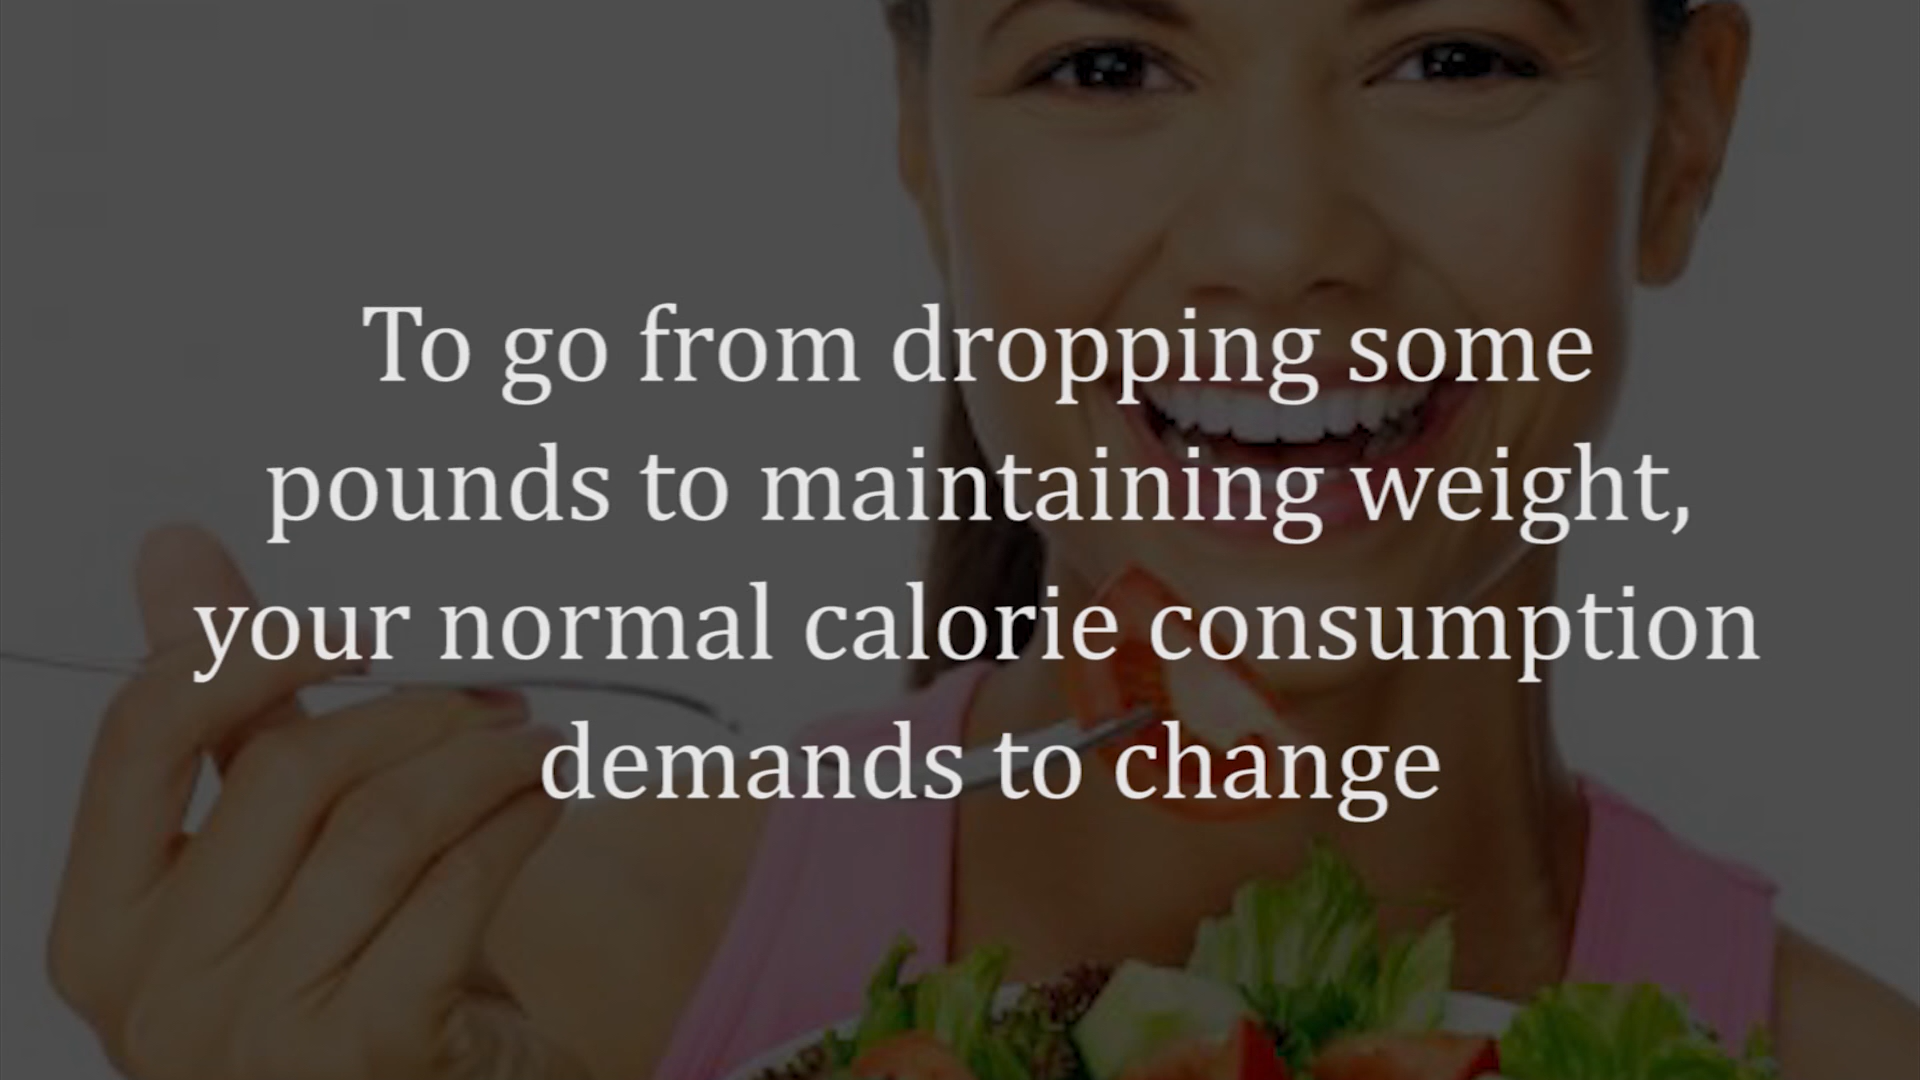 To go from dropping some
pounds to maintaining weight,
your normal calorie consumption
demands to change